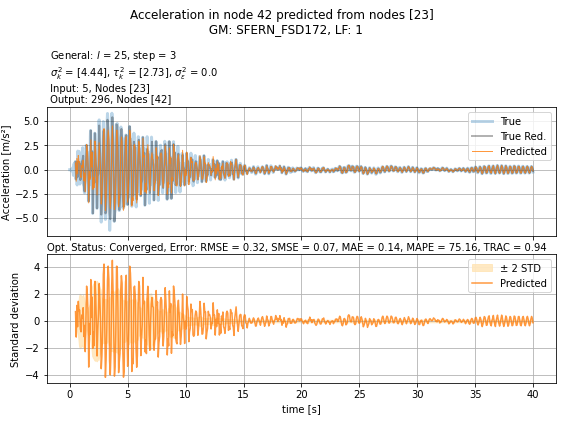 Acceleration in node 42 predicted from nodes [23]
GM: SFERN_FSD172, LF: 1
General: l = 25, step = 3
σ²ₖ = [4.44], τ²ₖ = [2.73], σ²ε = 0.0
Input: 5, Nodes [23]
Output: 296, Nodes [42]
Acceleration [m/s²]
5.0
2.5
0.0
−2.5
−5.0
True
True Red.
Predicted
Opt. Status: Converged, Error: RMSE = 0.32, SMSE = 0.07, MAE = 0.14, MAPE = 75.16, TRAC = 0.94
Standard deviation
4
2
0
−2
−4
± 2 STD
Predicted
0 5 10 15 20 25 30 35 40
time [s]